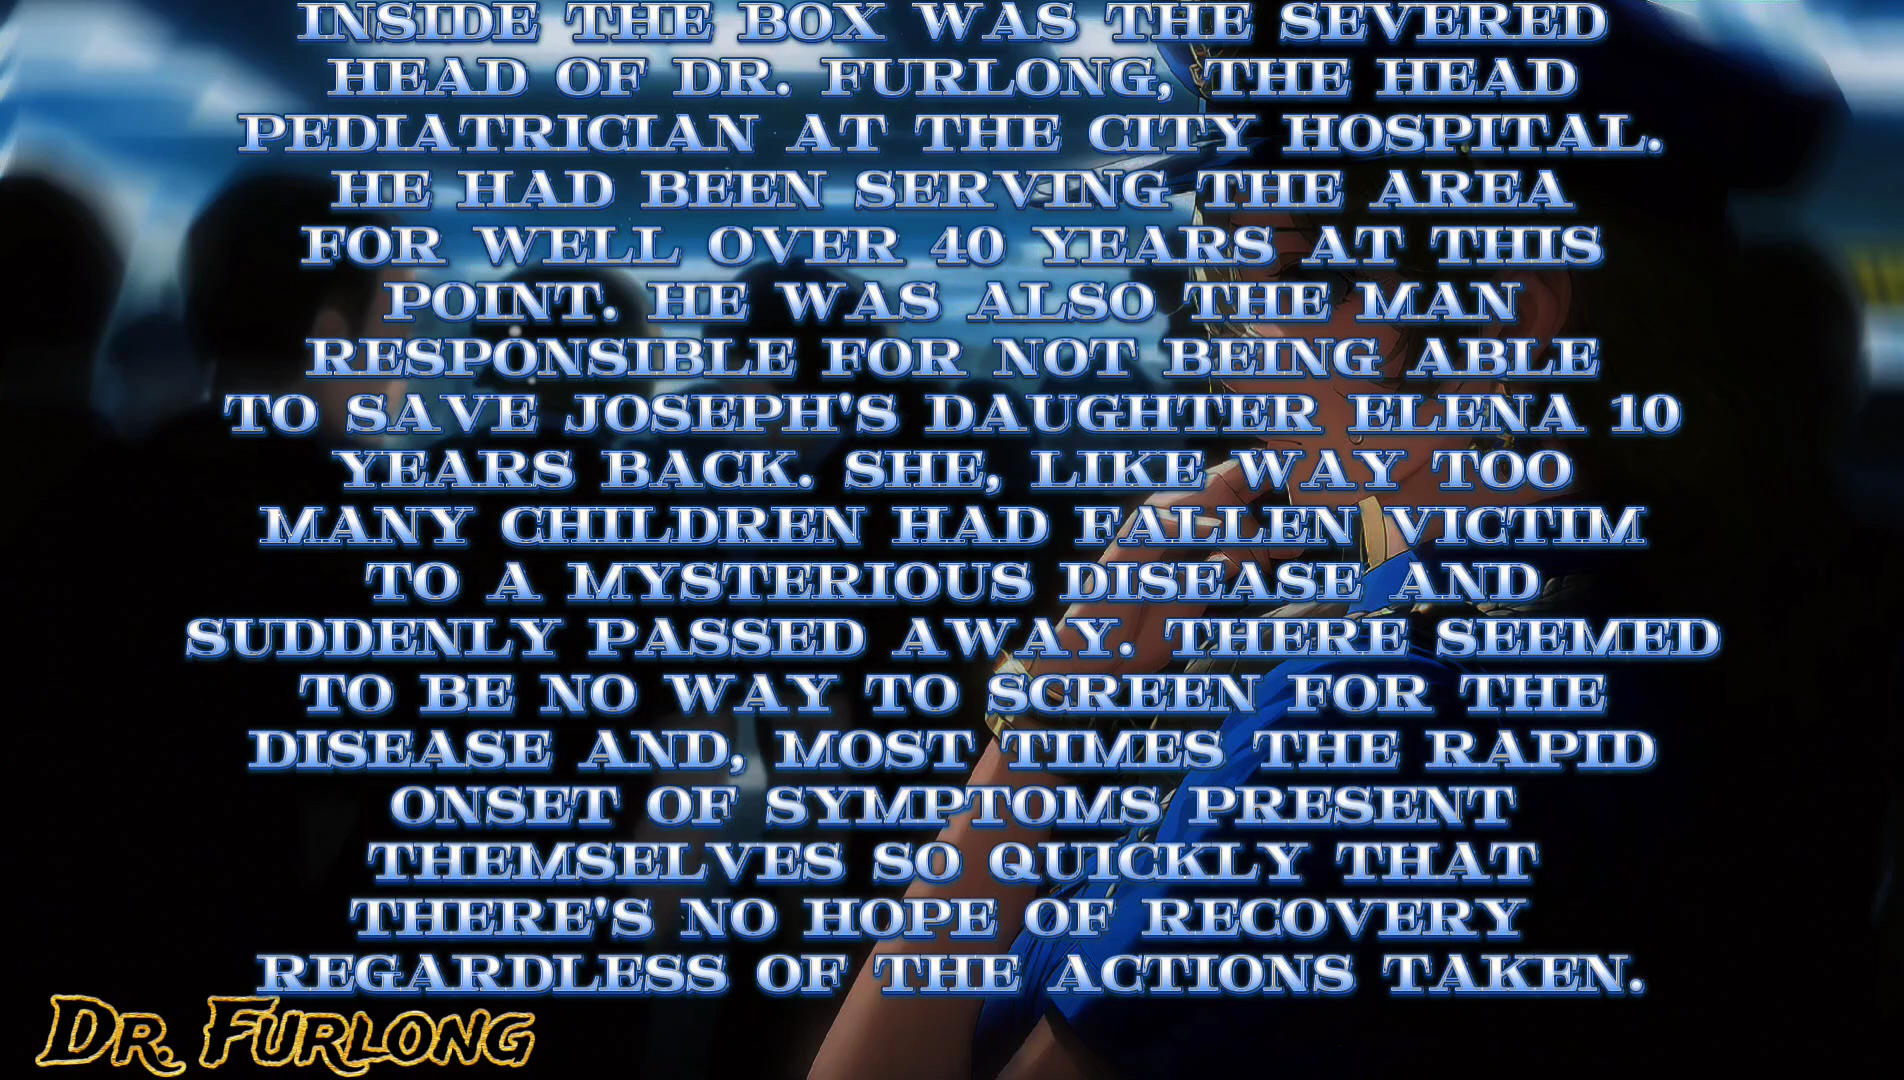 INSIDE THE BOX WAS THE SEVERED
HEAD OF DR. FURLONG, THE HEAD
PEDIATRICIAN AT THE CITY HOSPITAL.
HE HAD BEEN SERVING THE AREA
FOR WELL OVER 40 YEARS AT THIS
POINT. HE WAS ALSO THE MAN
RESPONSIBLE FOR NOT BEING ABLE
TO SAVE JOSEPH'S DAUGHTER ELENA 10
YEARS BACK. SHE, LIKE WAY TOO
MANY CHILDREN HAD FALLEN VICTIM
TO A MYSTERIOUS DISEASE AND
SUDDENLY PASSED AWAY. THERE SEEMED
TO BE NO WAY TO SCREEN FOR THE
DISEASE AND, MOST TIMES THE RAPID
ONSET OF SYMPTOMS PRESENT
THEMSELVES SO QUICKLY THAT
THERE'S NO HOPE OF RECOVERY
REGARDLESS OF THE ACTIONS TAKEN.
DR. FURLONG